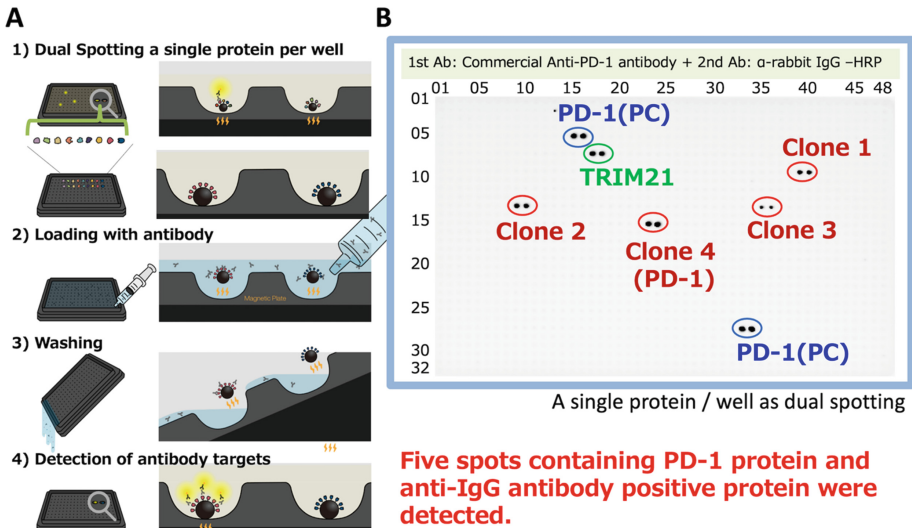 A
1) Dual Spotting a single protein per well
2) Loading with antibody
Magnetic Plate
3) Washing
4) Detection of antibody targets
B
1st Ab: Commercial Anti-PD-1 antibody + 2nd Ab: α-rabbit IgG –HRP
01 05 10 15 20 25 30 35 40 45 48
01
05
10
15
20
25
30
32
PD-1(PC)
TRIM21
Clone 1
Clone 2
Clone 3
Clone 4
(PD-1)
PD-1(PC)
A single protein / well as dual spotting
Five spots containing PD-1 protein and
anti-IgG antibody positive protein were
detected.